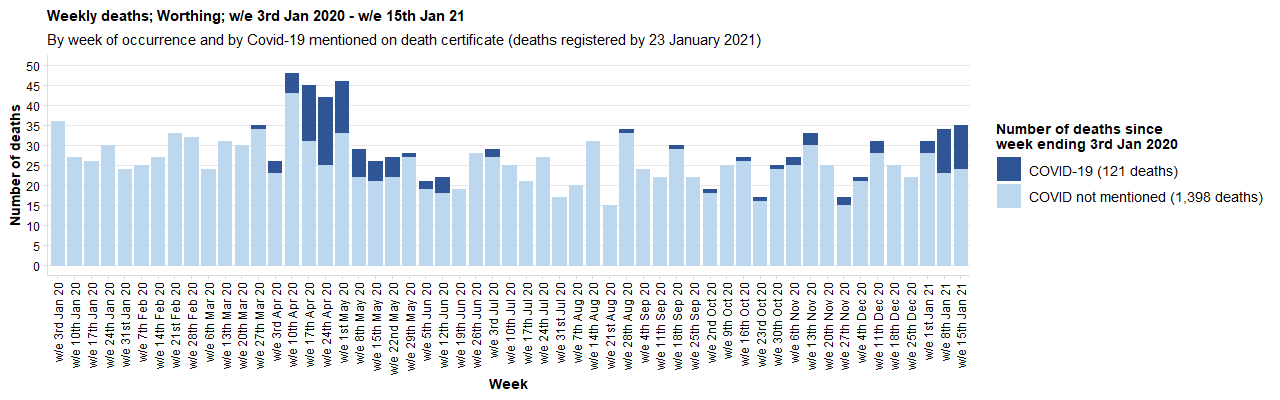 Weekly deaths; Worthing; w/e 3rd Jan 2020 - w/e 15th Jan 21
By week of occurrence and by Covid-19 mentioned on death certificate (deaths registered by 23 January 2021)
Number of deaths
50
45
40
35
30
25
20
15
10
5
0
w/e 3rd Jan 20
w/e 10th Jan 20
w/e 17th Jan 20
w/e 24th Jan 20
w/e 31st Jan 20
w/e 7th Feb 20
w/e 14th Feb 20
w/e 21st Feb 20
w/e 28th Feb 20
w/e 6th Mar 20
w/e 13th Mar 20
w/e 20th Mar 20
w/e 27th Mar 20
w/e 3rd Apr 20
w/e 10th Apr 20
w/e 17th Apr 20
w/e 24th Apr 20
w/e 1st May 20
w/e 8th May 20
w/e 15th May 20
w/e 22nd May 20
w/e 29th May 20
w/e 5th Jun 20
w/e 12th Jun 20
w/e 19th Jun 20
w/e 26th Jun 20
w/e 3rd Jul 20
w/e 10th Jul 20
w/e 17th Jul 20
w/e 24th Jul 20
w/e 31st Jul 20
w/e 7th Aug 20
w/e 14th Aug 20
w/e 21st Aug 20
w/e 28th Aug 20
w/e 4th Sep 20
w/e 11th Sep 20
w/e 18th Sep 20
w/e 25th Sep 20
w/e 2nd Oct 20
w/e 9th Oct 20
w/e 16th Oct 20
w/e 23rd Oct 20
w/e 30th Oct 20
w/e 6th Nov 20
w/e 13th Nov 20
w/e 20th Nov 20
w/e 27th Nov 20
w/e 4th Dec 20
w/e 11th Dec 20
w/e 18th Dec 20
w/e 25th Dec 20
w/e 1st Jan 21
w/e 8th Jan 21
w/e 15th Jan 21
Week
Number of deaths since
week ending 3rd Jan 2020
COVID-19 (121 deaths)
COVID not mentioned (1,398 deaths)